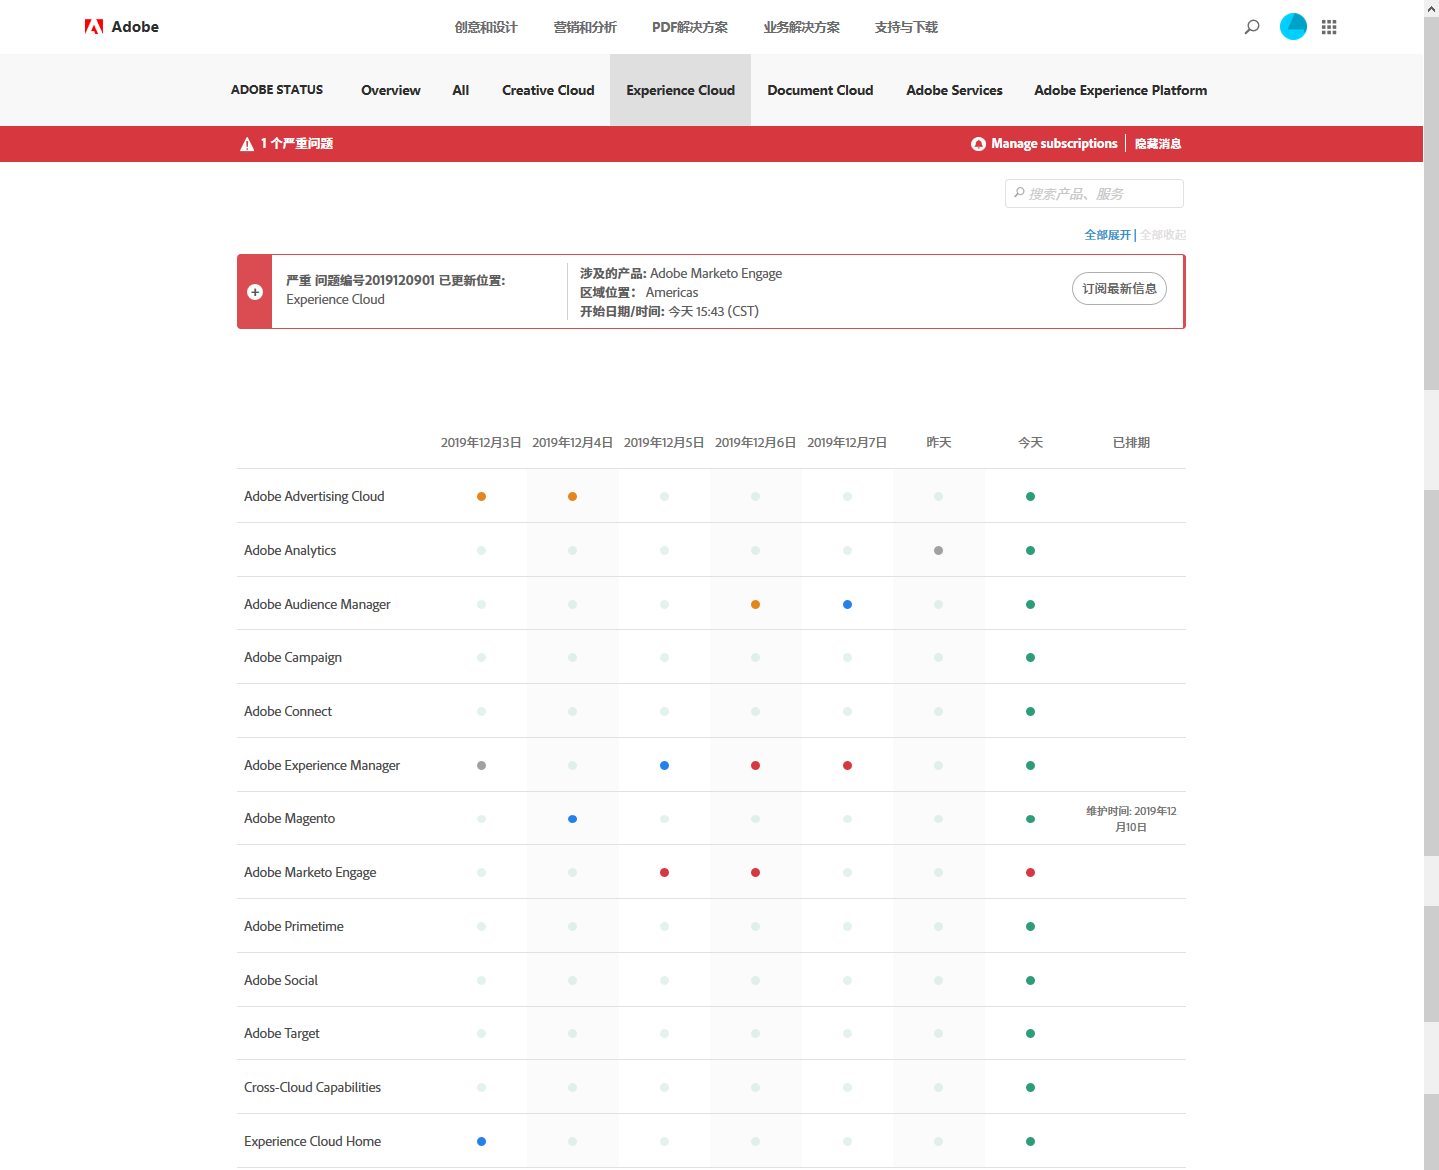 Adobe
创意和设计
营销和分析
PDF解决方案
业务解决方案
支持与下载
ADOBE STATUS
Overview
All
Creative Cloud
Experience Cloud
Document Cloud
Adobe Services
Adobe Experience Platform
1 个严重问题
Manage subscriptions
隐藏消息
搜索产品、服务
全部展开 | 全部收起
严重 问题编号2019120901 已更新位置:
Experience Cloud
涉及的产品: Adobe Marketo Engage
区域位置： Americas
开始日期/时间: 今天 15:43 (CST)
订阅最新信息
2019年12月3日 2019年12月4日 2019年12月5日 2019年12月6日 2019年12月7日 昨天 今天 已排期
Adobe Advertising Cloud
Adobe Analytics
Adobe Audience Manager
Adobe Campaign
Adobe Connect
Adobe Experience Manager
Adobe Magento
维护时间: 2019年12
月10日
Adobe Marketo Engage
Adobe Primetime
Adobe Social
Adobe Target
Cross-Cloud Capabilities
Experience Cloud Home